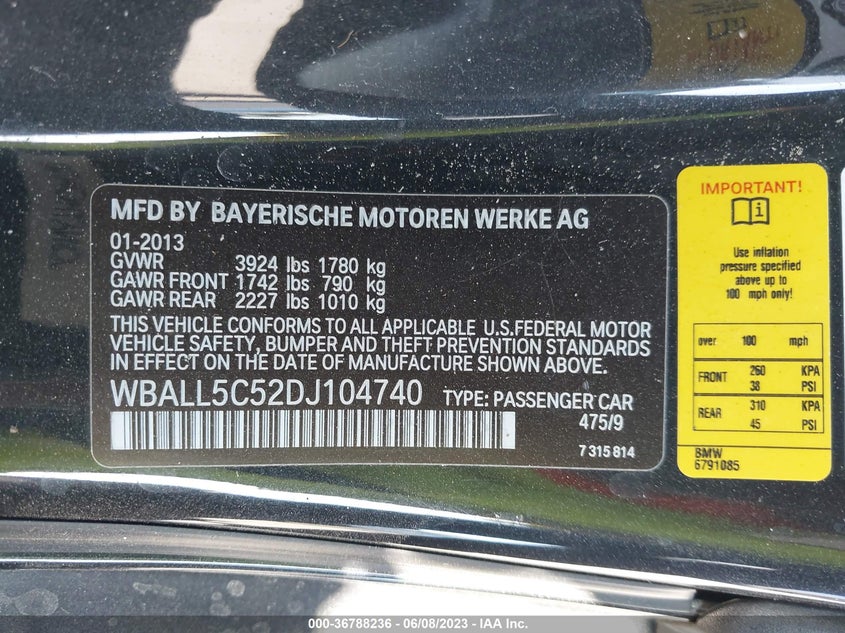 MFD BY BAYERISCHE MOTOREN WERKE AG
01-2013
GVWR 3924 lbs 1780 kg
GAWR FRONT 1742 lbs 790 kg
GAWR REAR 2227 lbs 1010 kg
THIS VEHICLE CONFORMS TO ALL APPLICABLE U.S.FEDERAL MOTOR
VEHICLE SAFETY, BUMPER AND THEFT PREVENTION STANDARDS
IN EFFECT ON THE DATE OF MANUFACTURE SHOWN ABOVE.
WBALL5C52DJ104740 TYPE: PASSENGER CAR
475/9
7 315 814
IMPORTANT!
Use inflation
pressure specified
above up to
100 mph only!
over 100 mph
FRONT 260 KPA
38 PSI
REAR 310 KPA
45 PSI
BMW
6791085
000-36788236 - 06/08/2023 - IAA Inc.